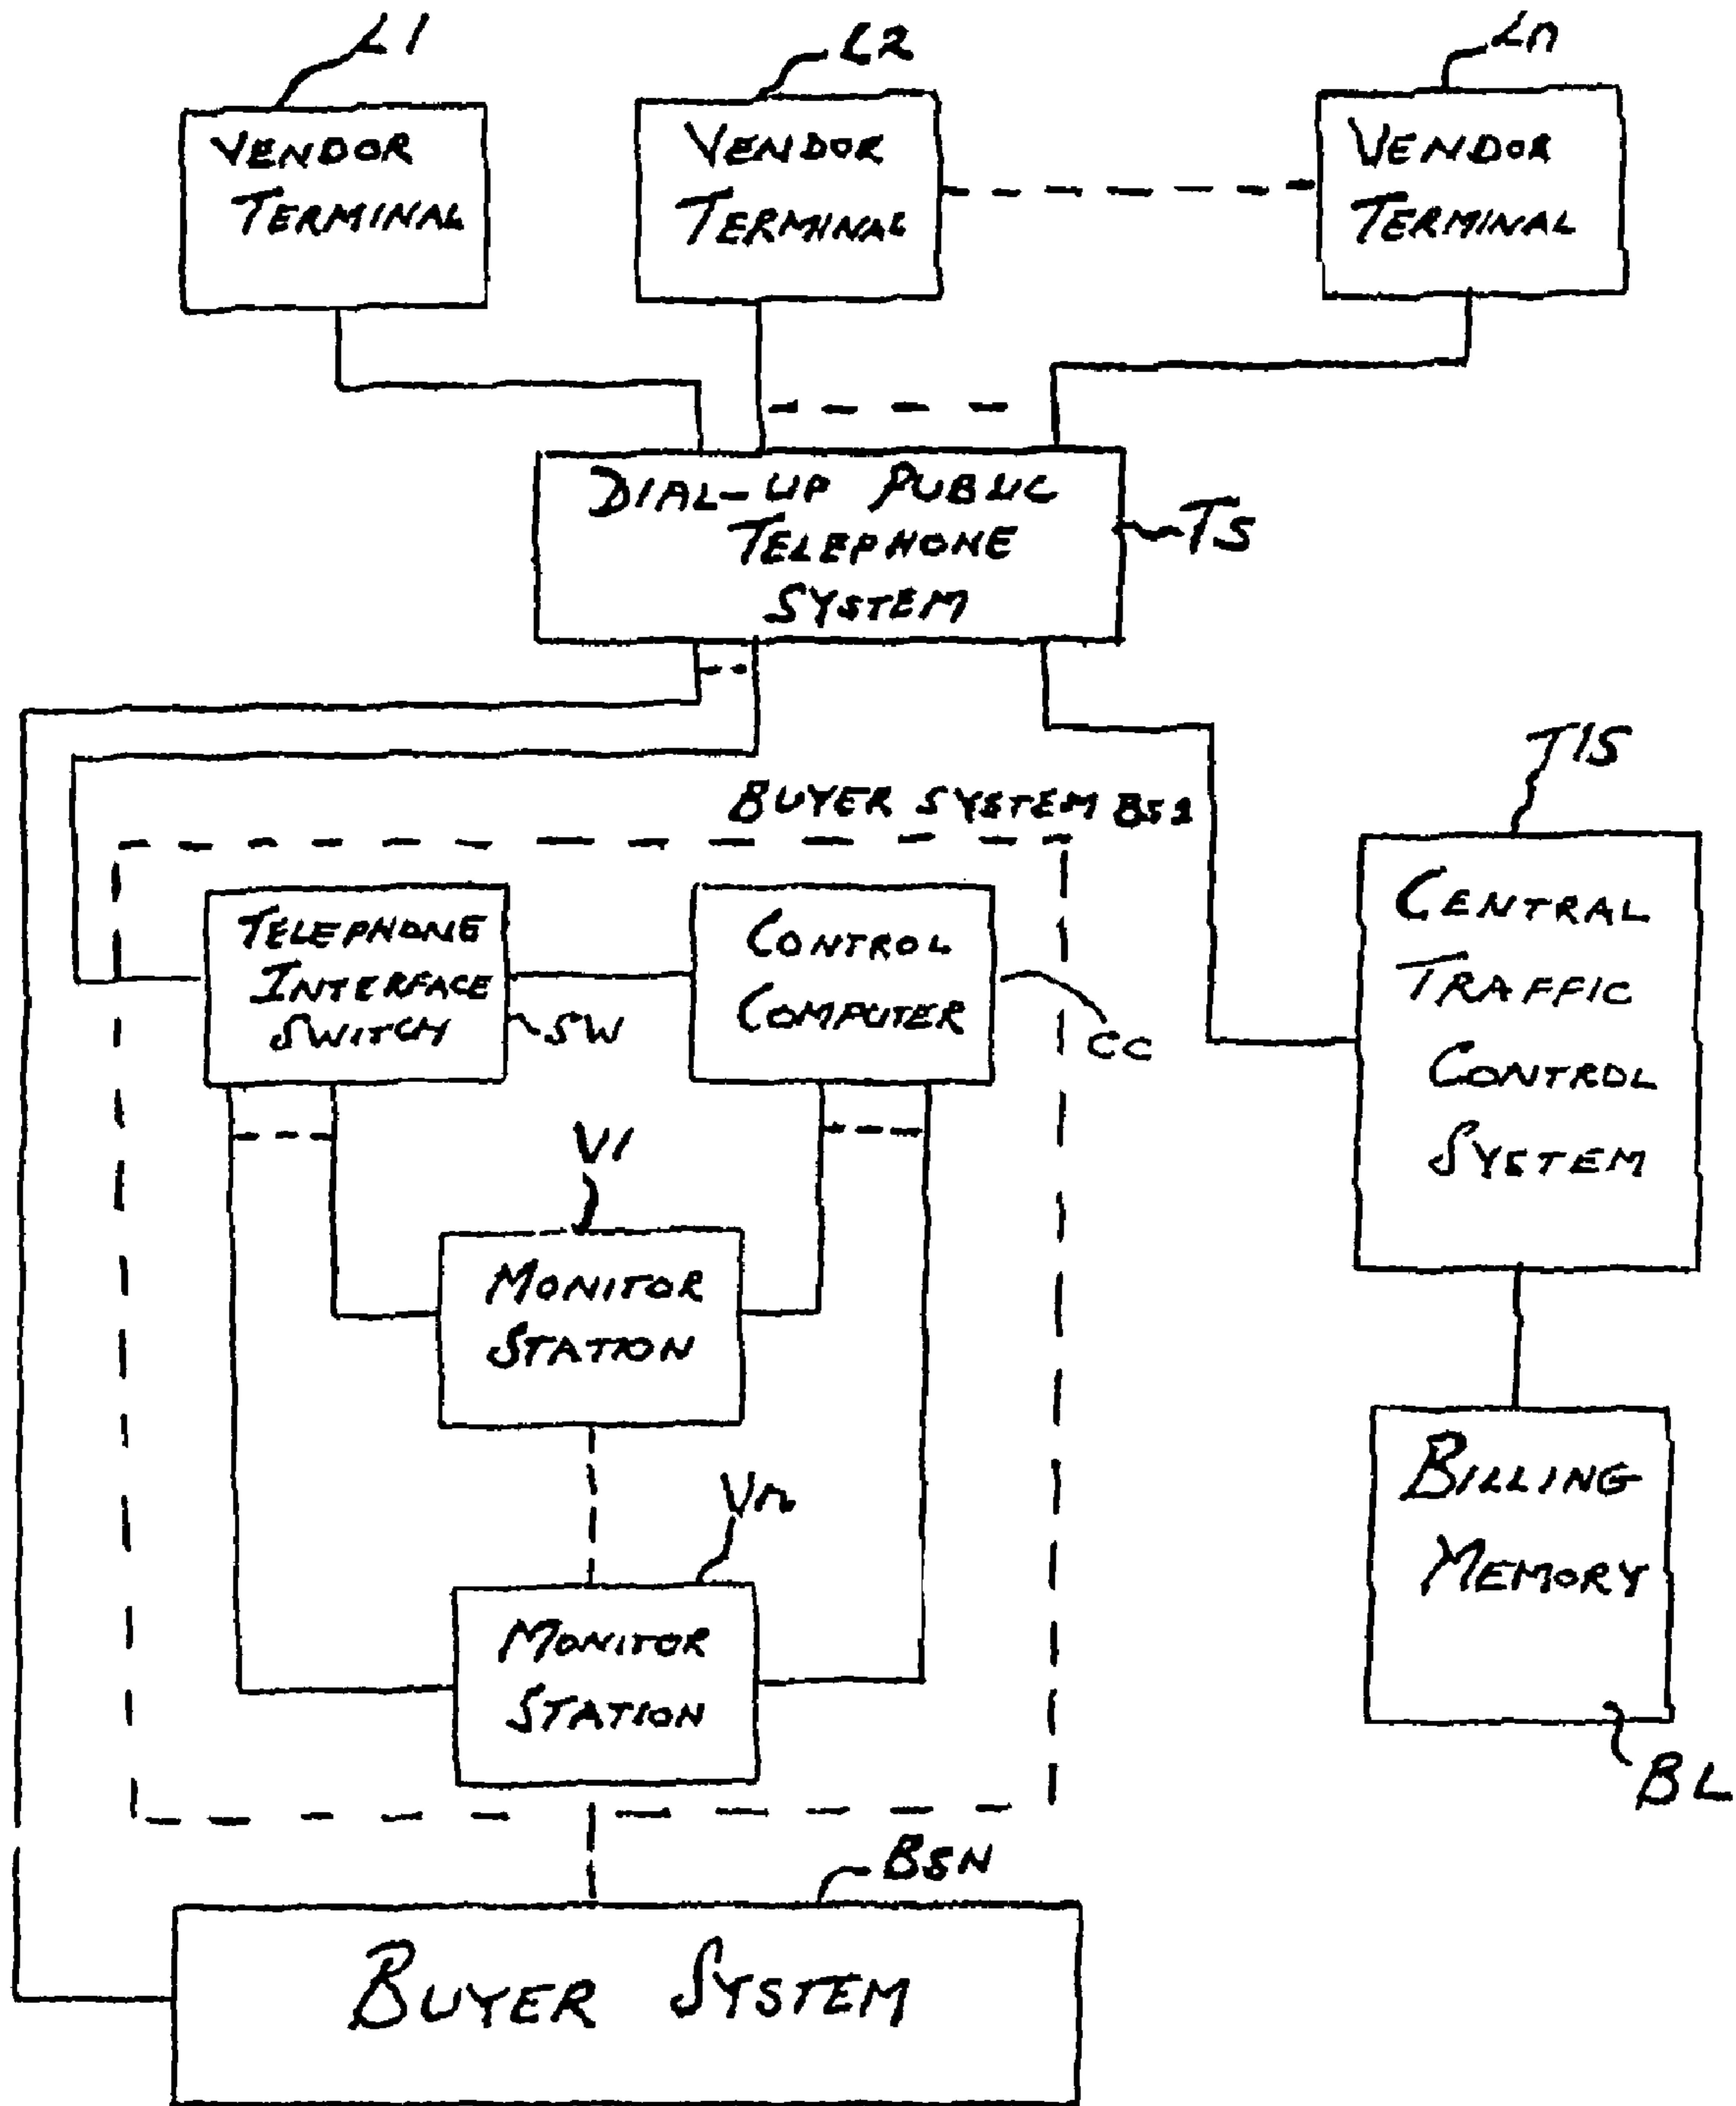 L1
L2
Ln
VENDOR
TERMINAL
VENDOR
TERMINAL
VENDOR
TERMINAL
DIAL-UP PUBLIC
TELEPHONE
SYSTEM
TS
BUYER SYSTEM BS1
TIS
TELEPHONE
INTERFACE
SWITCH
SW
CONTROL
COMPUTER
CC
CENTRAL
TRAFFIC
CONTROL
SYSTEM
V1
MONITOR
STATION
Vn
MONITOR
STATION
BILLING
MEMORY
BL
BSN
BUYER SYSTEM